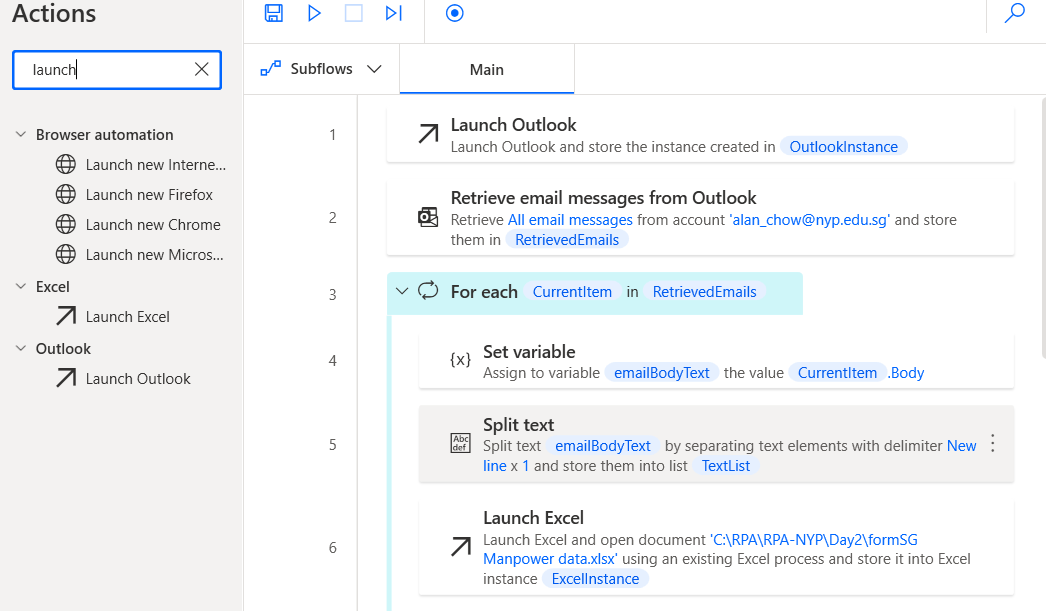 Actions
launch
Browser automation
Launch new Interne...
Launch new Firefox
Launch new Chrome
Launch new Micros...
Excel
Launch Excel
Outlook
Launch Outlook
Subflows
Main
1
Launch Outlook
Launch Outlook and store the instance created in OutlookInstance
2
Retrieve email messages from Outlook
Retrieve All email messages from account 'alan_chow@nyp.edu.sg' and store
them in RetrievedEmails
3
For each CurrentItem in RetrievedEmails
4
{x}
Set variable
Assign to variable emailBodyText the value CurrentItem .Body
5
Abc
def
Split text
Split text emailBodyText by separating text elements with delimiter New
line x 1 and store them into list TextList
6
Launch Excel
Launch Excel and open document 'C:\RPA\RPA-NYP\Day2\formSG
Manpower data.xlsx' using an existing Excel process and store it into Excel
instance ExcelInstance